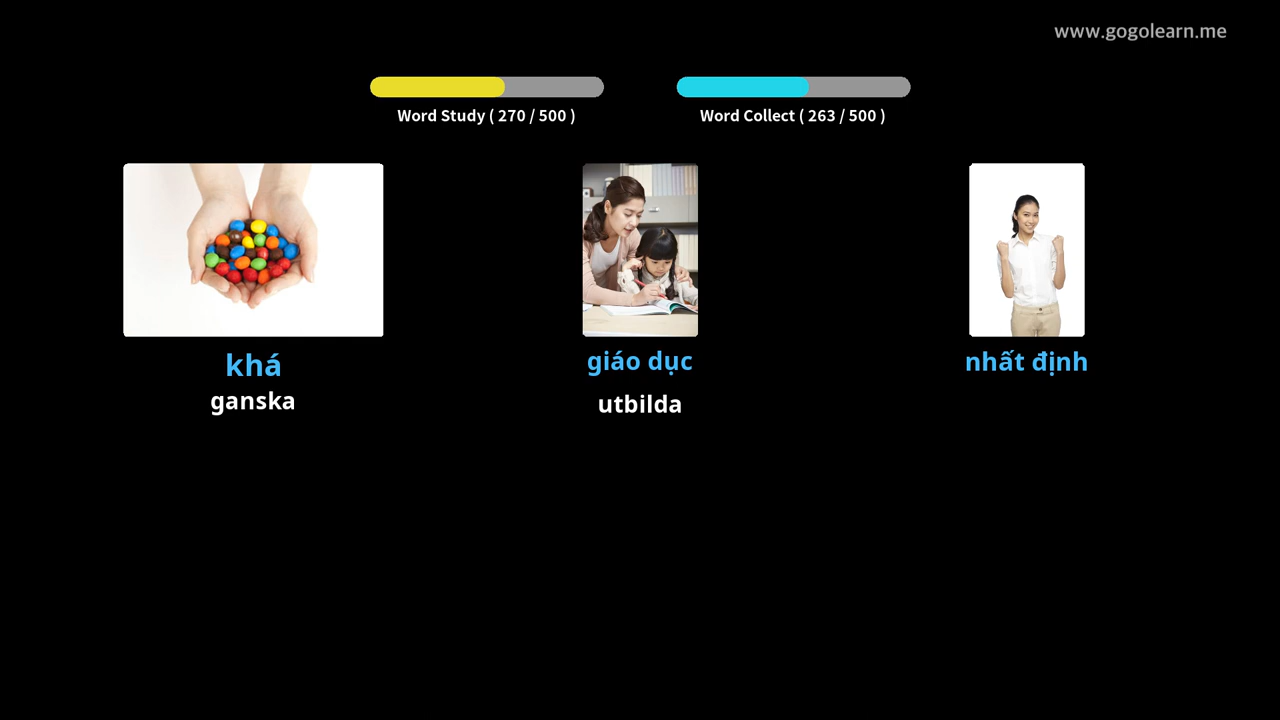 www.gogolearn.me
Word Study ( 270 / 500 )
Word Collect ( 263 / 500 )
khá
giáo dục
nhất định
ganska
utbilda